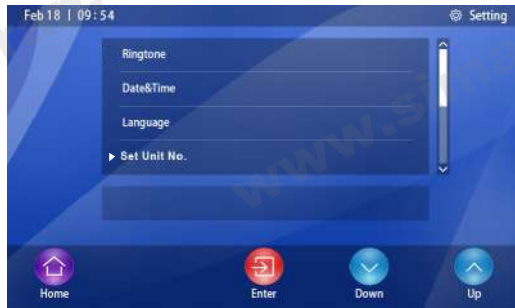 Feb 18 | 09:54
Setting
Ringtone
Date&Time
Language
Set Unit No.
Home
Enter
Down
Up